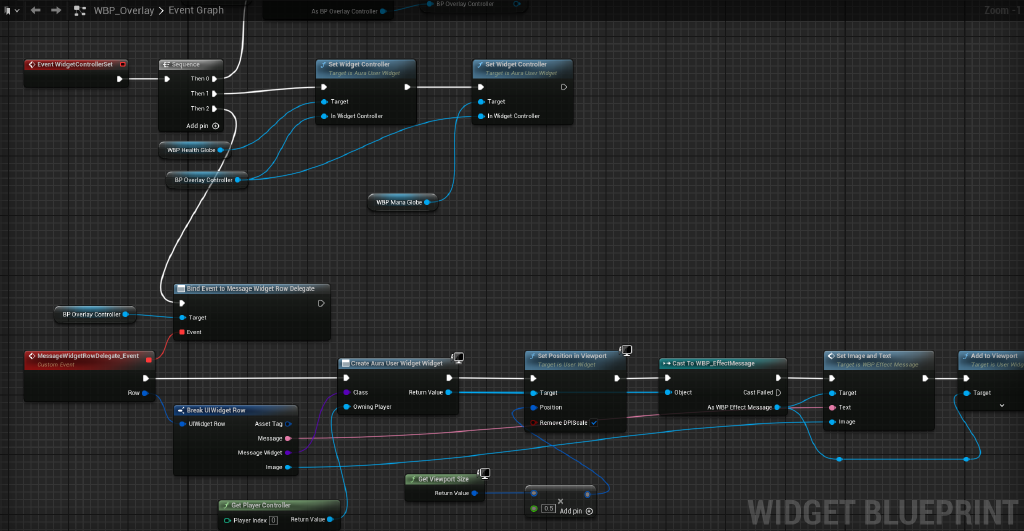 WBP_Overlay > Event Graph
Zoom -1
As BP Overlay Controller
BP Overlay Controller
Event WidgetControllerSet
Sequence
Then 0
Then 1
Then 2
Add pin
Set Widget Controller
Target is Aura User Widget
Target
In Widget Controller
Set Widget Controller
Target is Aura User Widget
Target
In Widget Controller
WBP Health Globe
BP Overlay Controller
WBP Mana Globe
Bind Event to Message Widget Row Delegate
Target
Event
BP Overlay Controller
MessageWidgetRowDelegate_Event
Custom Event
Row
Break UIWidget Row
UIWidget Row
Asset Tag
Message
Message Widget
Image
Create Aura User Widget Widget
Class
Return Value
Owning Player
Set Position in Viewport
Target is User Widget
Target
Position
Remove DPIScale
Cast To WBP_EffectMessage
Object
Cast Failed
As WBP Effect Message
Set Image and Text
Target is WBP Effect Message
Target
Text
Image
Add to Viewport
Target is User Widg
Target
Get Player Controller
Player Index 0
Return Value
Get Viewport Size
Return Value
0.5
Add pin
WIDGET BLUEPRINT